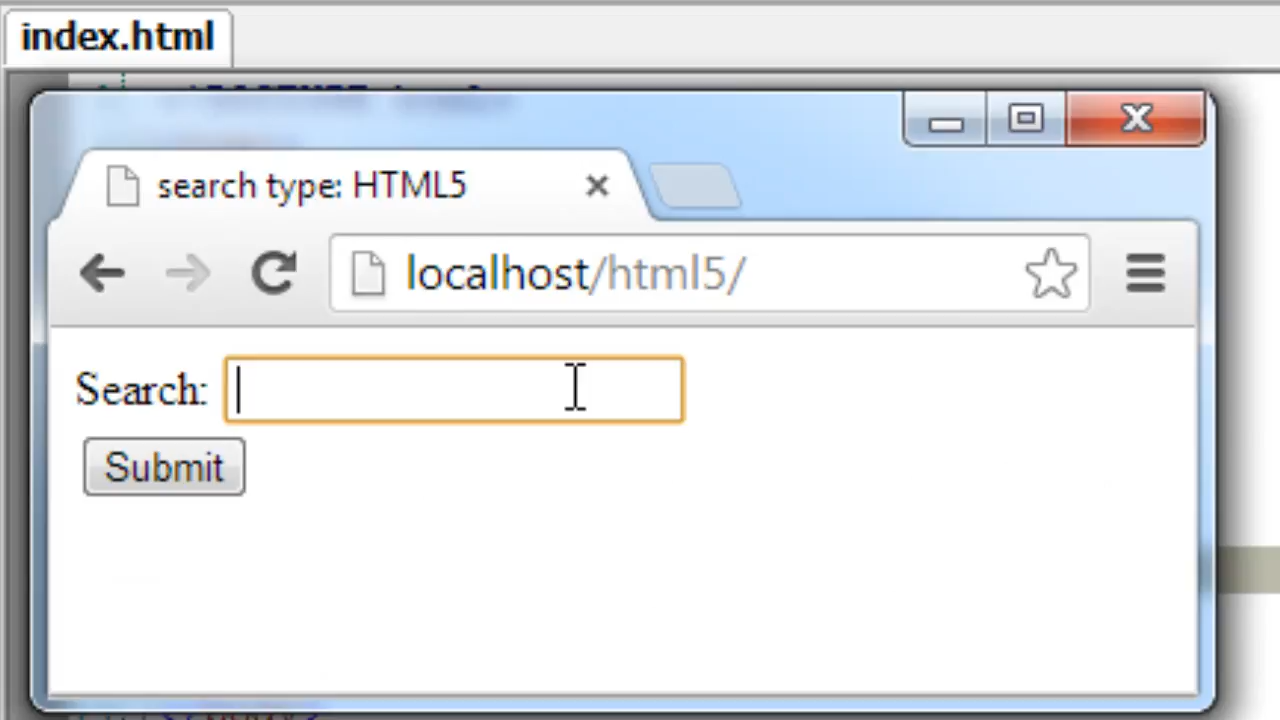 index.html
search type: HTML5
localhost/html5/
Search:
Submit